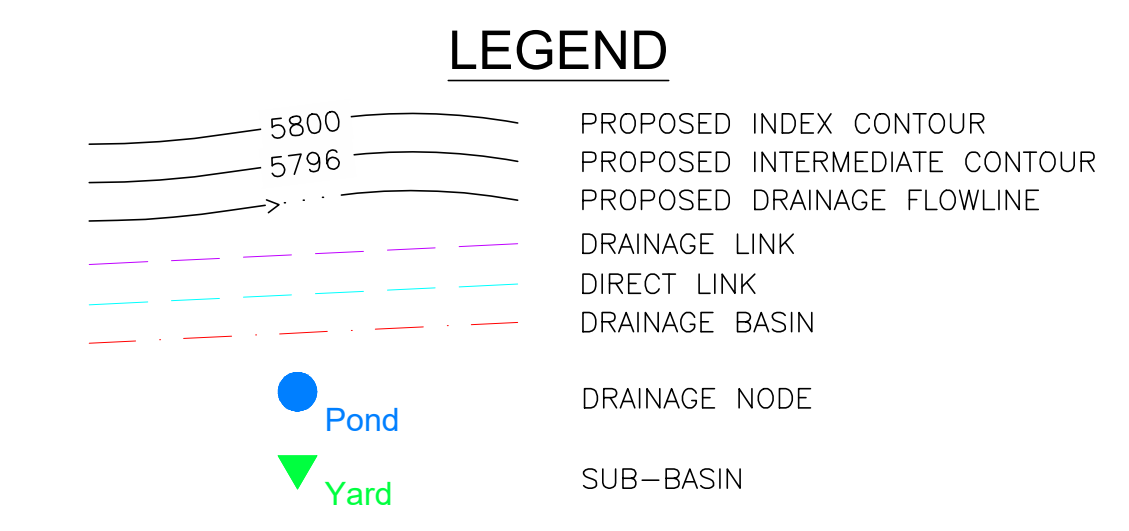 LEGEND
5800 PROPOSED INDEX CONTOUR
5796 PROPOSED INTERMEDIATE CONTOUR
PROPOSED DRAINAGE FLOWLINE
DRAINAGE LINK
DIRECT LINK
DRAINAGE BASIN
DRAINAGE NODE
Pond
SUB-BASIN
Yard